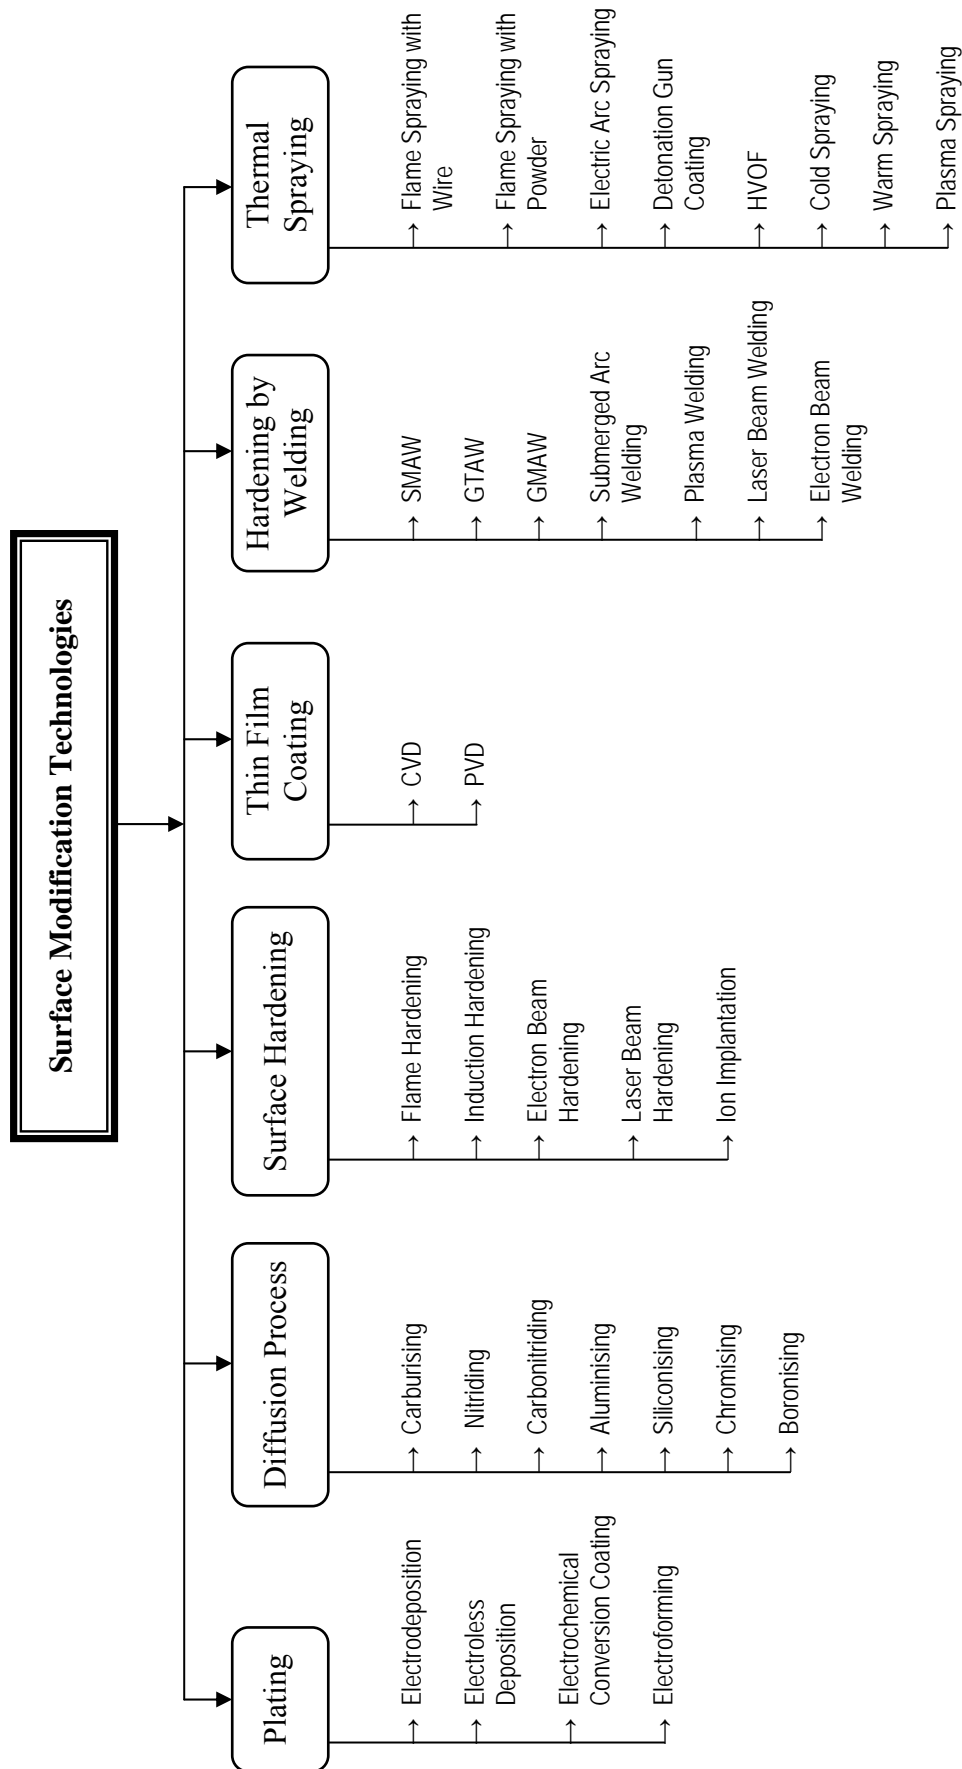 Surface Modification Technologies
Plating
Electrodeposition
Electroless
Deposition
Electrochemical
Conversion Coating
Electroforming
Diffusion Process
Carburising
Nitriding
Carbonitriding
Aluminising
Siliconising
Chromising
Boronising
Surface Hardening
Flame Hardening
Induction Hardening
Electron Beam
Hardening
Laser Beam
Hardening
Ion Implantation
Thin Film
Coating
CVD
PVD
Hardening by
Welding
SMAW
GTAW
GMAW
Submerged Arc
Welding
Plasma Welding
Laser Beam Welding
Electron Beam
Welding
Thermal
Spraying
Flame Spraying with
Wire
Flame Spraying with
Powder
Electric Arc Spraying
Detonation Gun
Coating
HVOF
Cold Spraying
Warm Spraying
Plasma Spraying